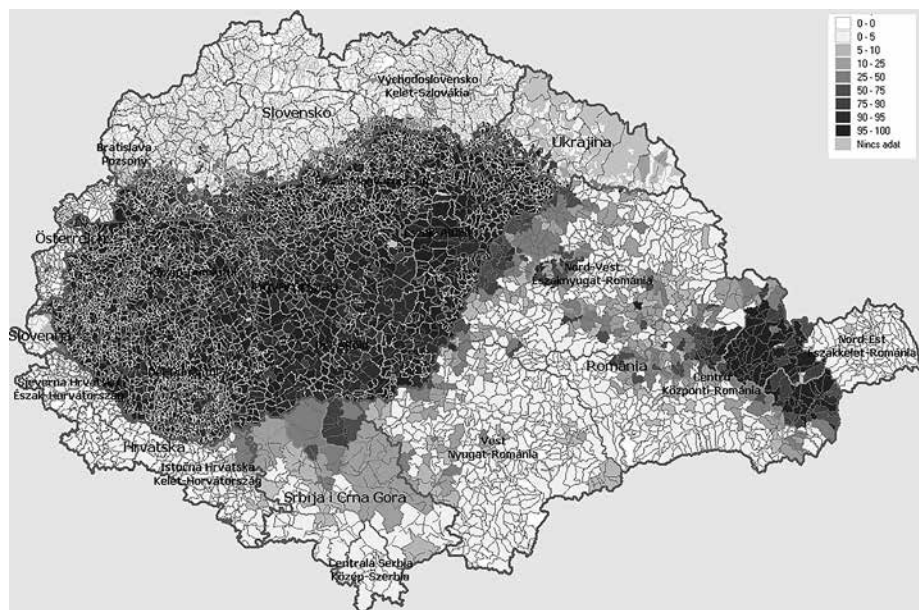 0 - 0
0 - 5
5 - 10
10 - 25
25 - 50
50 - 75
75 - 90
90 - 95
95 - 100
Nincs adat
Východoslovensko
Kelet-Szlovákia
Slovensko
Ukrajina
Bratislava
Pozsony
Österreich
Nord-Vest
Északnyugat-Románia
Slovenija
Nord-Est
Északkelet-Románia
România
Centru
Központi-Románia
Sjeverna Hrvatska
Észak-Horvátország
Hrvatska
Vest
Nyugat-Románia
Istočna Hrvatska
Kelet-Horvátország
Srbija i Crna Gora
Centralna Serbia
Közép-Szerbia